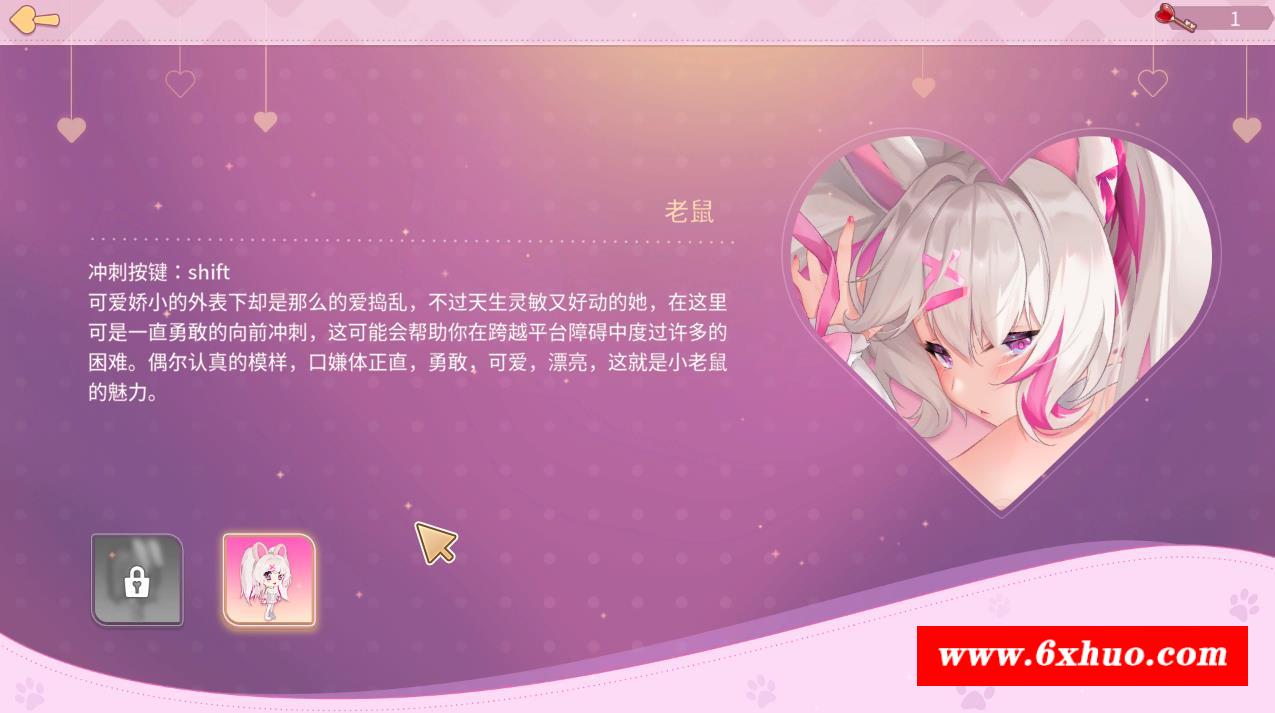 1
老鼠
冲刺按键：shift
可爱娇小的外表下却是那么的爱捣乱，不过天生灵敏又好动的她，在这里
可是一直勇敢的向前冲刺，这可能会帮助你在跨越平台障碍中度过许多的
困难。偶尔认真的模样，口嫌体正直，勇敢，可爱，漂亮，这就是小老鼠
的魅力。
www.6xhuo.com